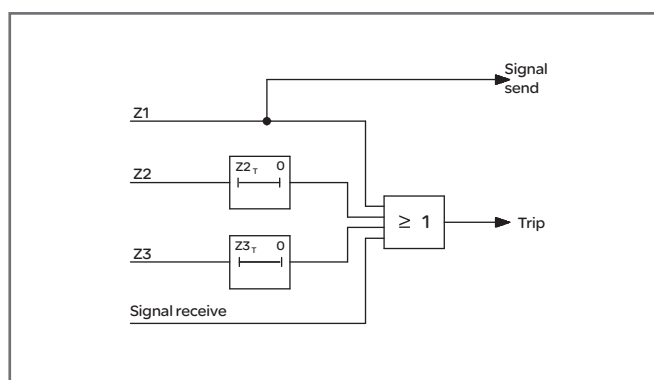 Signal
send
Z1
Z2
Z2T 0
Z3
Z3T 0
≥ 1
Trip
Signal receive